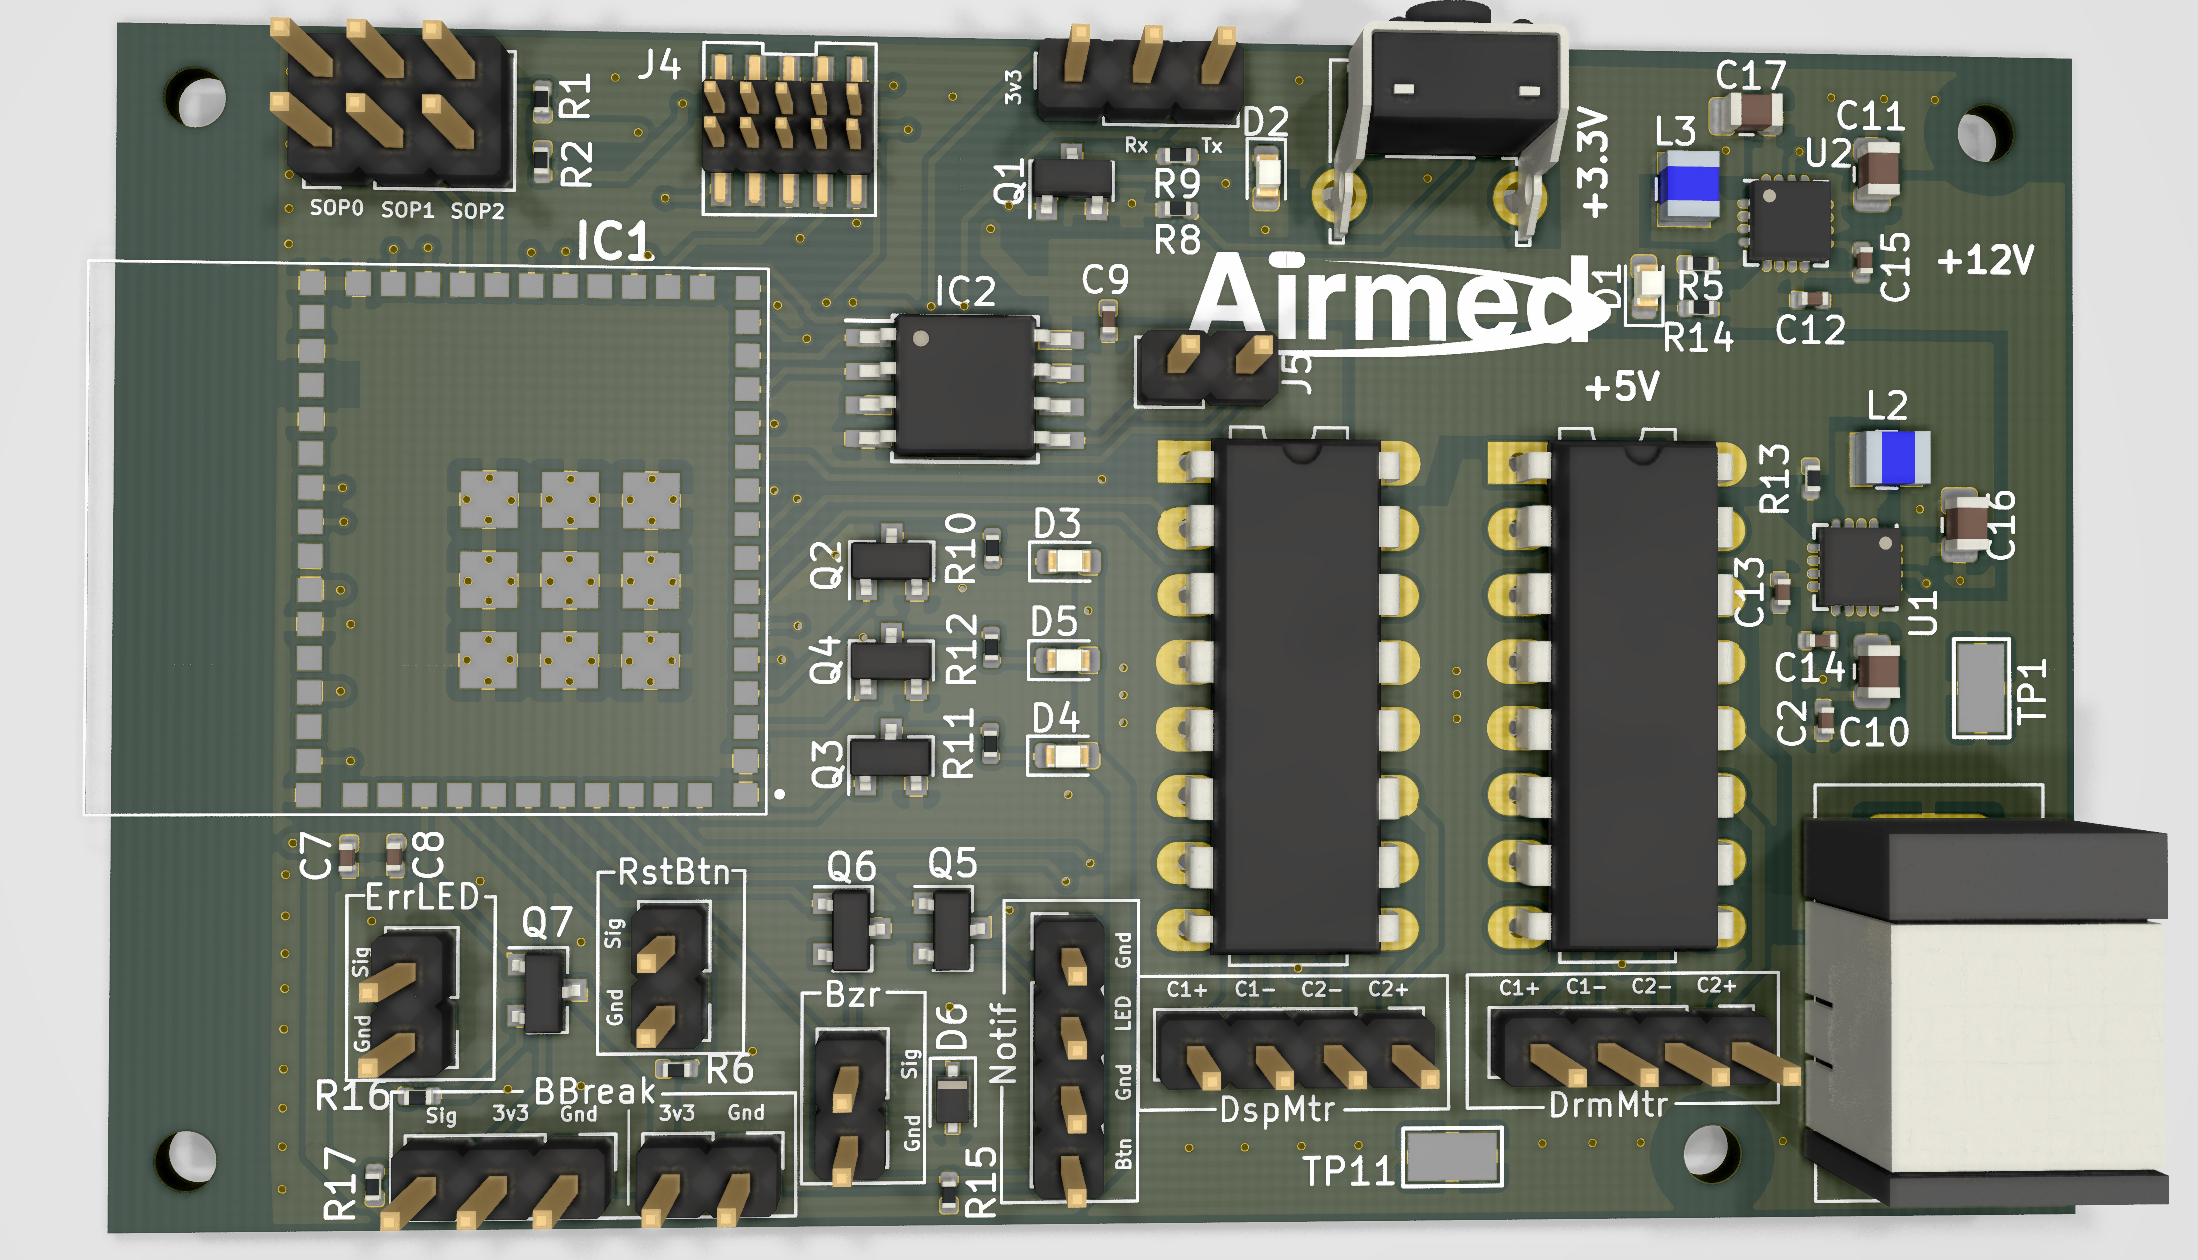 J4
3v3
C17
R1
D2
C11
+3.3V
L3
U2
R2
Rx
Tx
Q1
R9
SOP0
SOP1
SOP2
R8
IC1
+12V
C15
Airmed
C9
IC2
D1
R5
C12
R14
J5
+5V
L2
R13
D3
C16
R10
Q2
C13
U1
D5
R12
Q4
C14
TP1
D4
R11
Q3
C2
C10
C7
C8
RstBtn
Q6
Q5
ErrLED
Q7
Sig
Gnd
Sig
C1+
C1-
C2-
C2+
C1+
C1-
C2-
C2+
Bzr
Gnd
LED
Gnd
D6
Notif
Sig
R6
R16
BBreak
Gnd
DspMtr
DrmMtr
Sig
3v3
Gnd
3v3
Gnd
Gnd
Btn
R17
R15
TP11